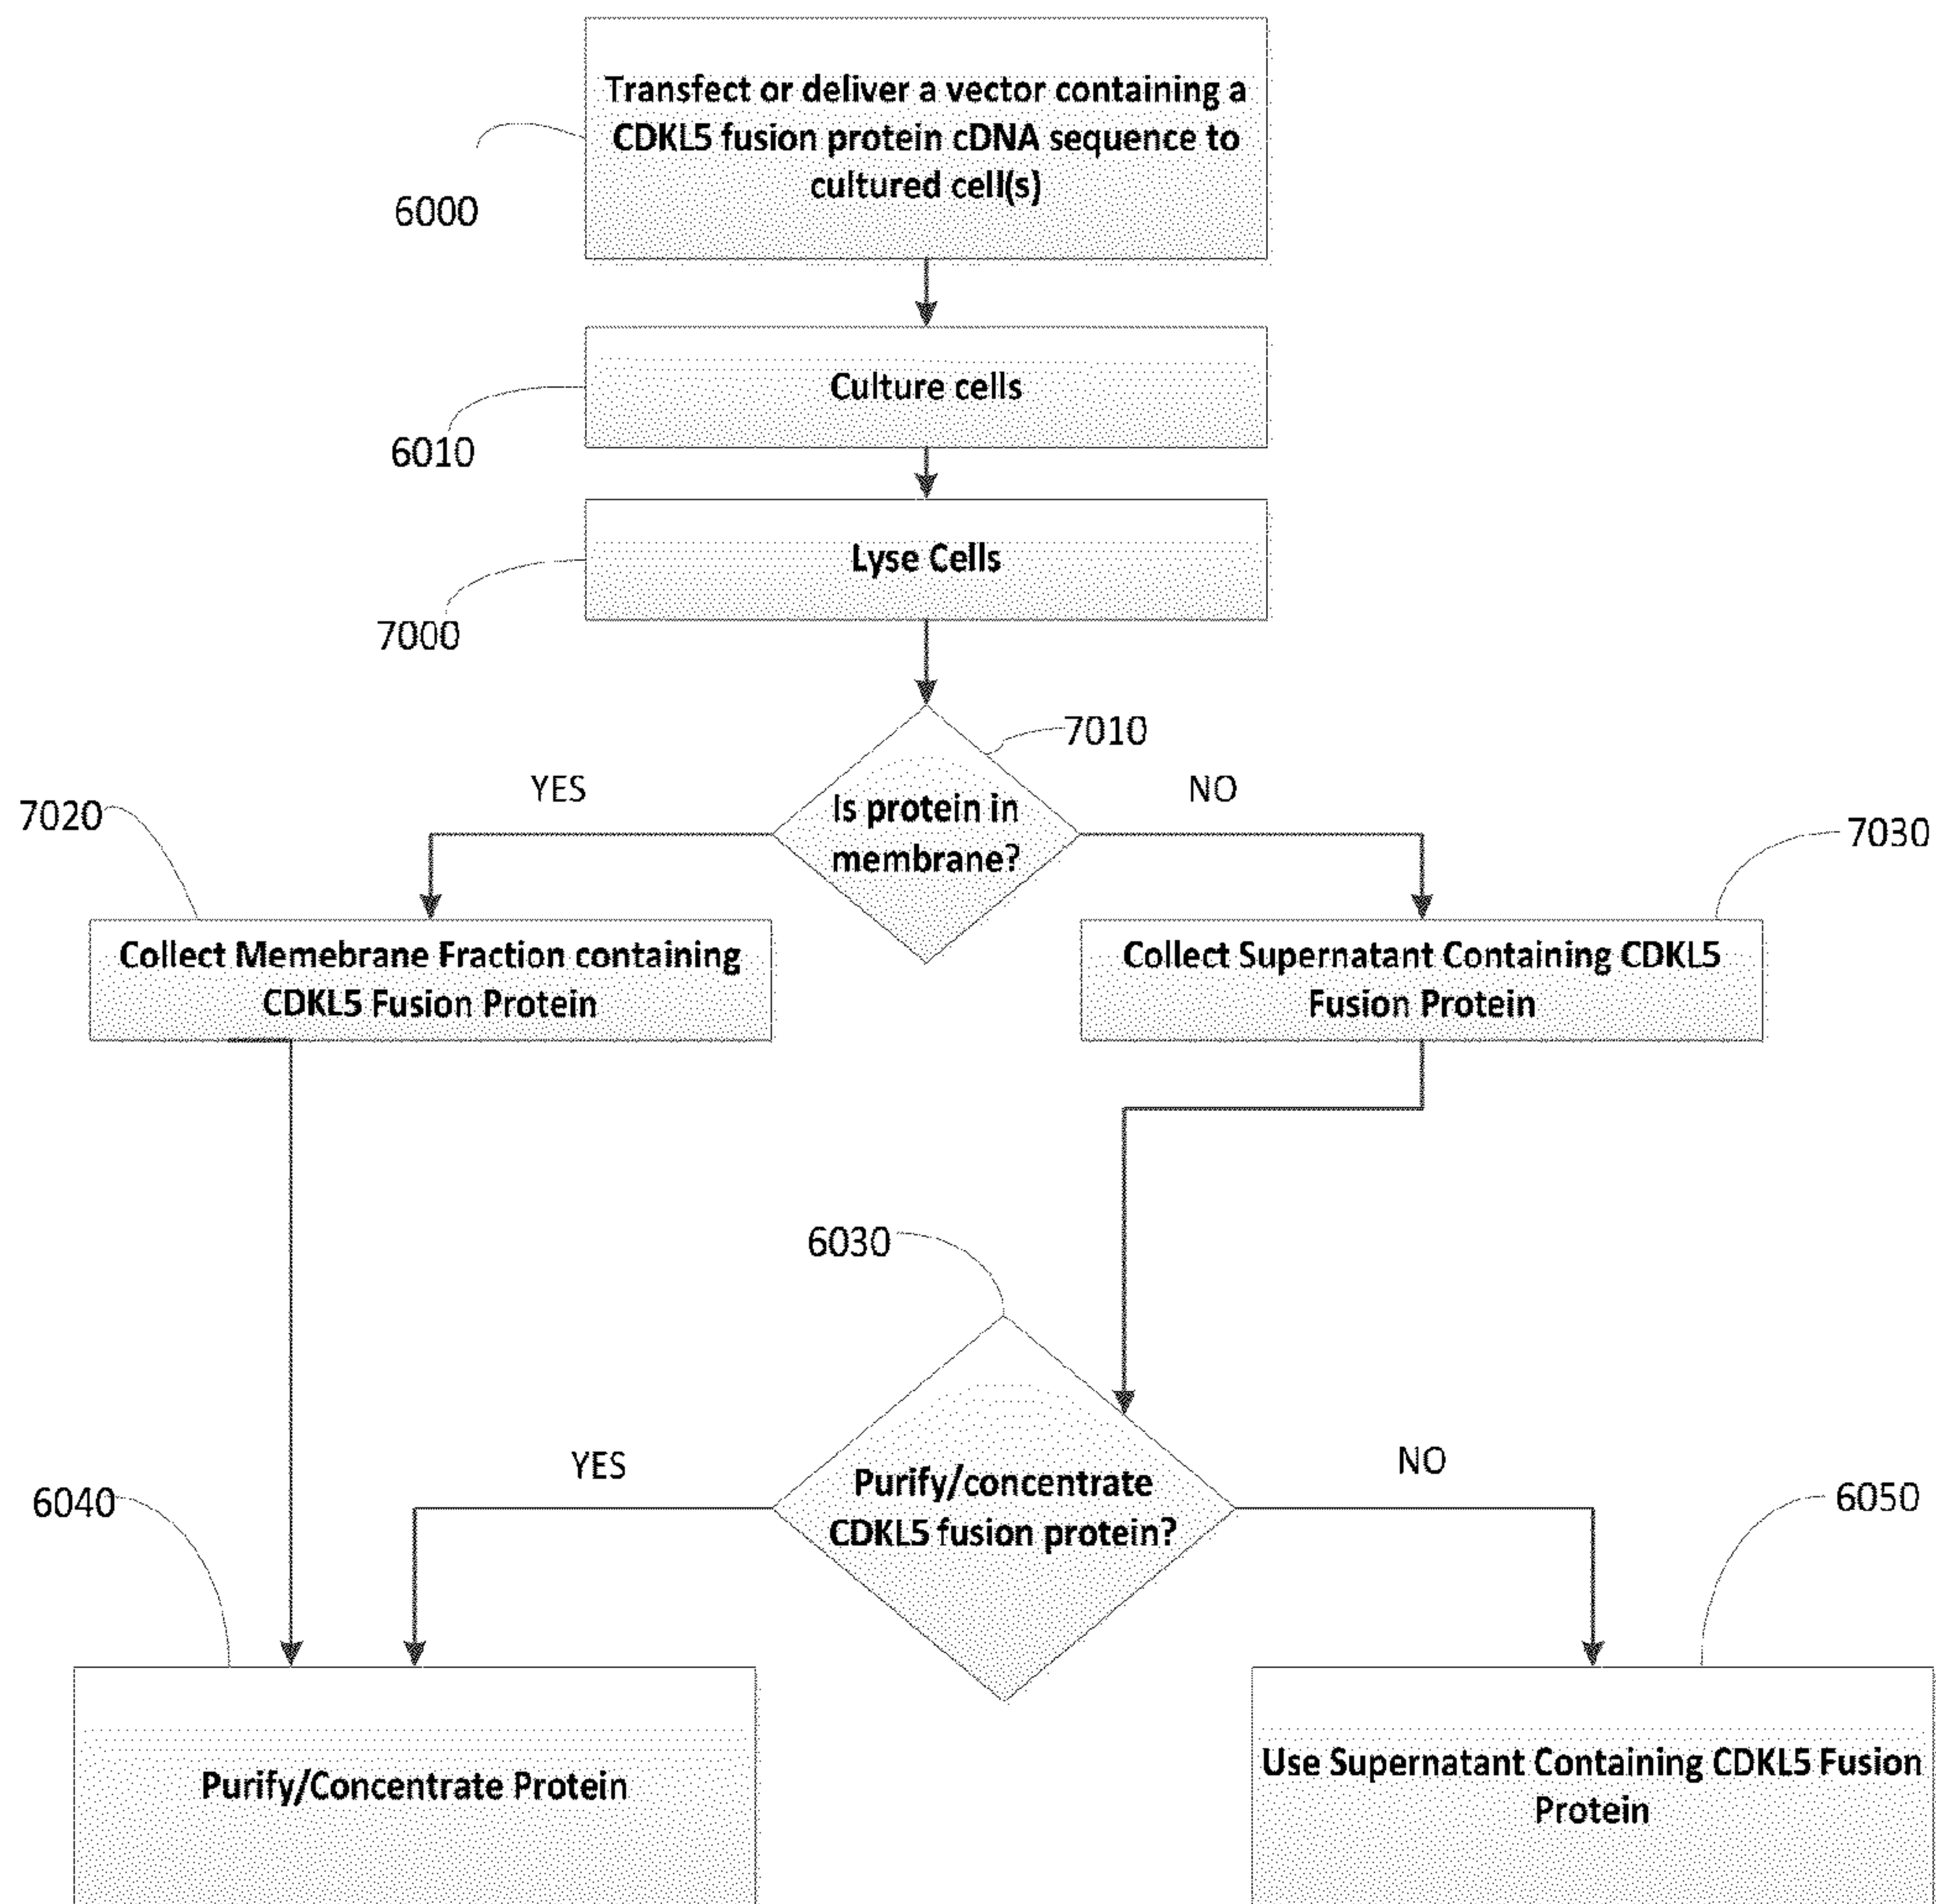 Transfect or deliver a vector containing a
CDKL5 fusion protein cDNA sequence to
cultured cell(s)
6000
Culture cells
6010
Lyse Cells
7000
7010
YES
NO
Is protein in
membrane?
7020
7030
Collect Memebrane Fraction containing
CDKL5 Fusion Protein
Collect Supernatant Containing CDKL5
Fusion Protein
6030
YES
NO
Purify/concentrate
CDKL5 fusion protein?
6040
6050
Purify/Concentrate Protein
Use Supernatant Containing CDKL5 Fusion
Protein